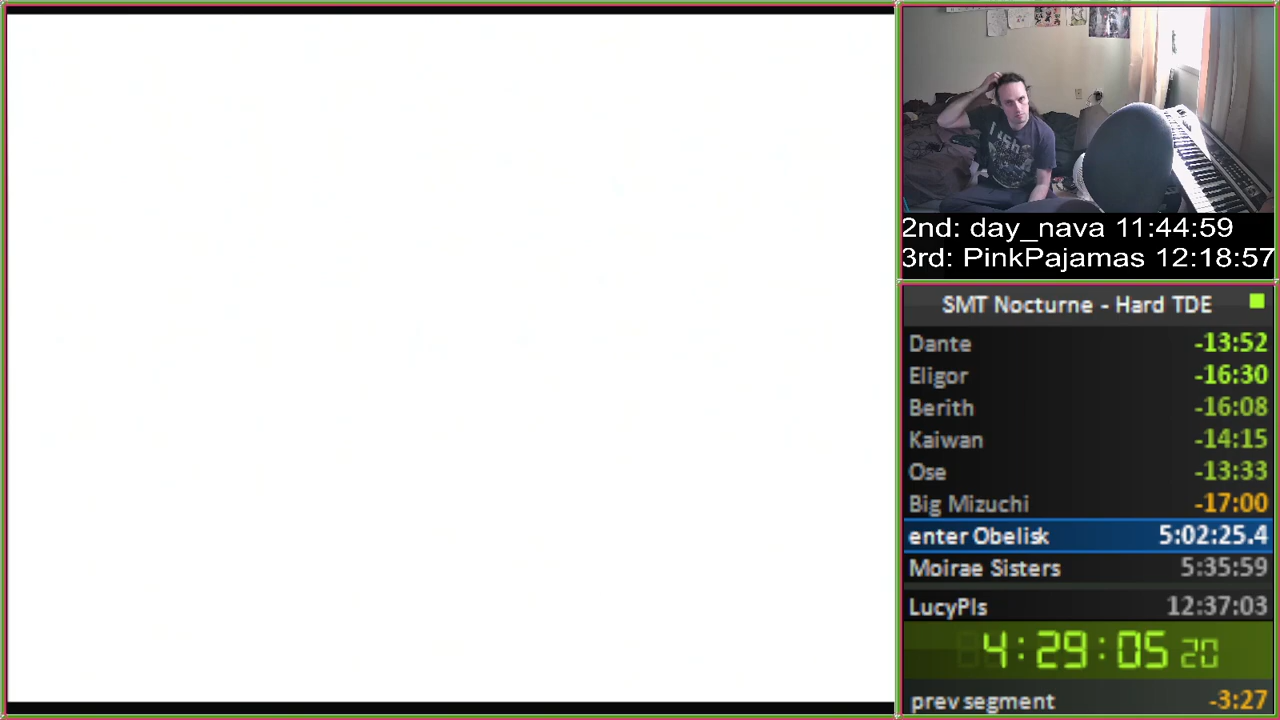 2nd: day_nava 11:44:59
3rd: PinkPajamas 12:18:57
SMT Nocturne - Hard TDE
Dante -13:52
Eligor -16:30
Berith -16:08
Kaiwan -14:15
Ose -13:33
Big Mizuchi -17:00
enter Obelisk 5:02:25.4
Moirae Sisters 5:35:59
LucyPls 12:37:03
4:29:05 20
prev segment -3:27